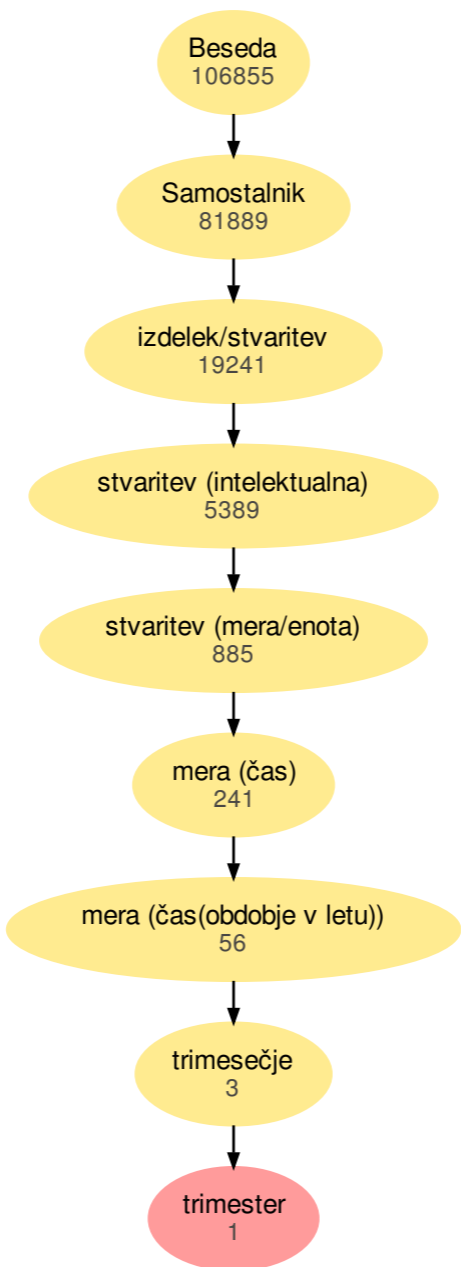 Beseda
106855
Samostalnik
81889
izdelek/stvaritev
19241
stvaritev (intelektualna)
5389
stvaritev (mera/enota)
885
mera (čas)
241
mera (čas(obdobje v letu))
56
trimesečje
3
trimester
1